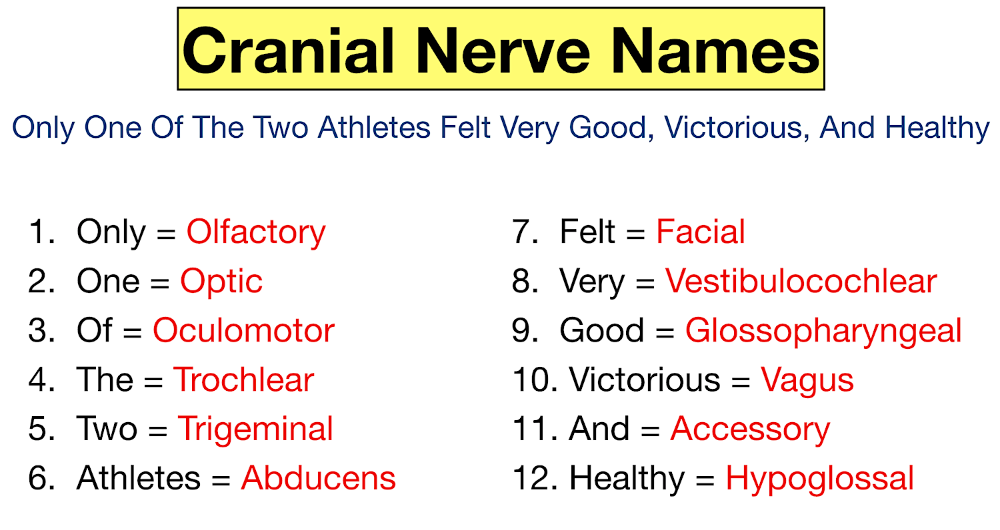 Cranial Nerve Names
Only One Of The Two Athletes Felt Very Good, Victorious, And Healthy
1. Only = Olfactory
2. One = Optic
3. Of = Oculomotor
4. The = Trochlear
5. Two = Trigeminal
6. Athletes = Abducens
7. Felt = Facial
8. Very = Vestibulocochlear
9. Good = Glossopharyngeal
10. Victorious = Vagus
11. And = Accessory
12. Healthy = Hypoglossal